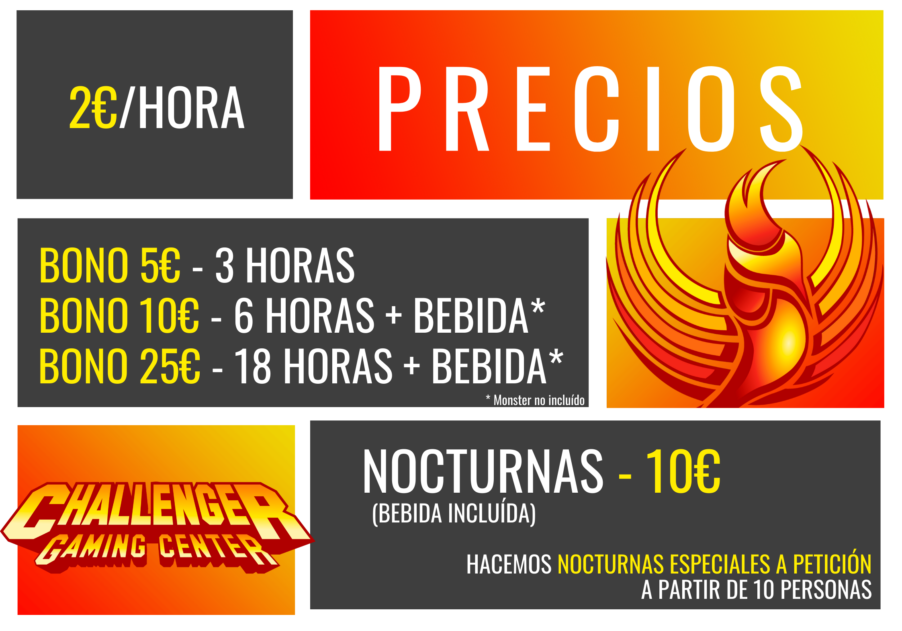 2€/HORA
PRECIOS
BONO 5€ - 3 HORAS
BONO 10€ - 6 HORAS + BEBIDA*
BONO 25€ - 18 HORAS + BEBIDA*
* Monster no incluído
CHALLENGER
GAMING CENTER
NOCTURNAS - 10€
(BEBIDA INCLUÍDA)
HACEMOS NOCTURNAS ESPECIALES A PETICIÓN
A PARTIR DE 10 PERSONAS